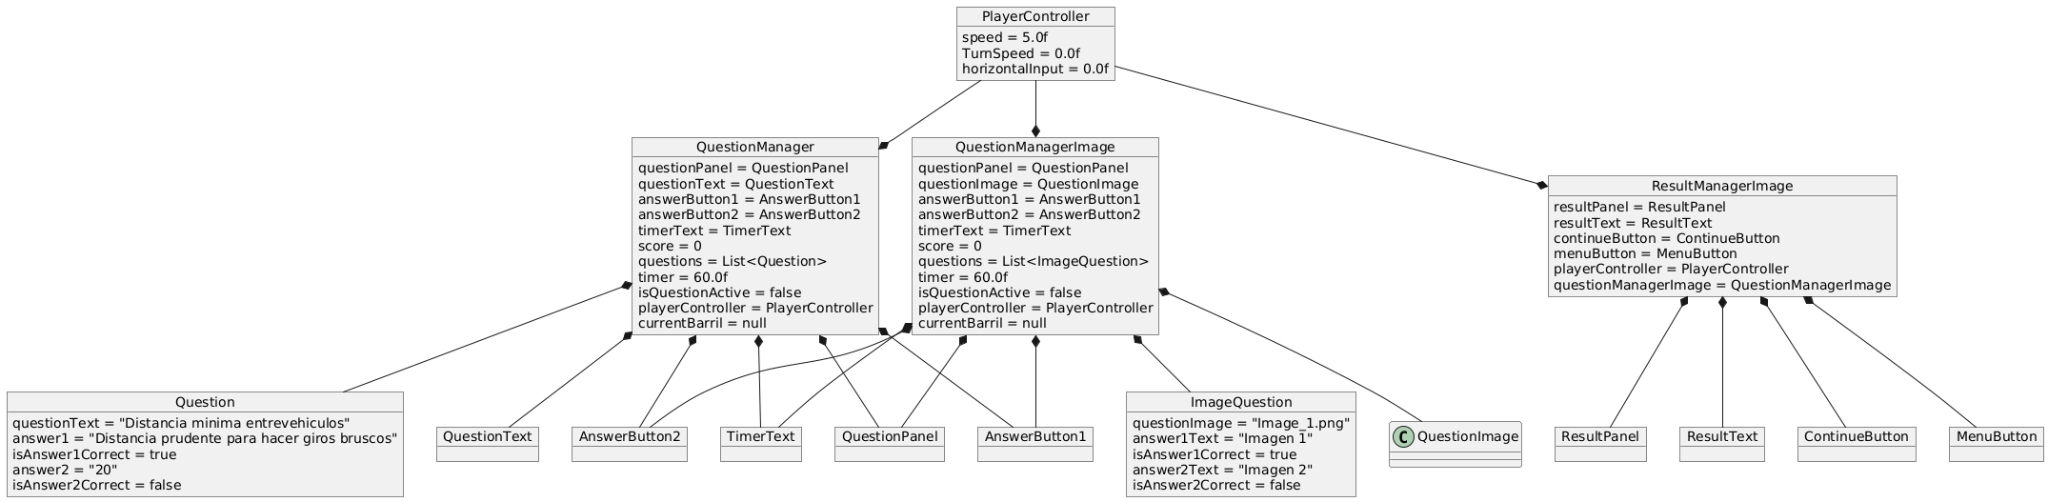 PlayerController
speed = 5.0f
TurnSpeed = 0.0f
horizontalInput = 0.0f
QuestionManager
questionPanel = QuestionPanel
questionText = QuestionText
answerButton1 = AnswerButton1
answerButton2 = AnswerButton2
timerText = TimerText
score = 0
questions = List<Question>
timer = 60.0f
isQuestionActive = false
playerController = PlayerController
currentBarril = null
QuestionManagerImage
questionPanel = QuestionPanel
questionImage = QuestionImage
answerButton1 = AnswerButton1
answerButton2 = AnswerButton2
timerText = TimerText
score = 0
questions = List<ImageQuestion>
timer = 60.0f
isQuestionActive = false
playerController = PlayerController
currentBarril = null
ResultManagerImage
resultPanel = ResultPanel
resultText = ResultText
continueButton = ContinueButton
menuButton = MenuButton
playerController = PlayerController
questionManagerImage = QuestionManagerImage
Question
questionText = "Distancia minima entrevehiculos"
answer1 = "Distancia prudente para hacer giros bruscos"
isAnswer1Correct = true
answer2 = "20"
isAnswer2Correct = false
QuestionText
AnswerButton2
TimerText
QuestionPanel
AnswerButton1
ImageQuestion
questionImage = "Image_1.png"
answer1Text = "Imagen 1"
isAnswer1Correct = true
answer2Text = "Imagen 2"
isAnswer2Correct = false
C QuestionImage
ResultPanel
ResultText
ContinueButton
MenuButton